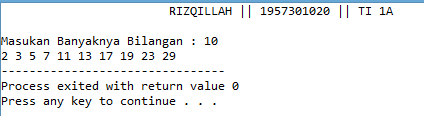 RIZQILLAH || 1957301020 || TI 1A
Masukan Banyaknya Bilangan : 10
2 3 5 7 11 13 17 19 23 29
------------------------------
Process exited with return value 0
Press any key to continue . . .